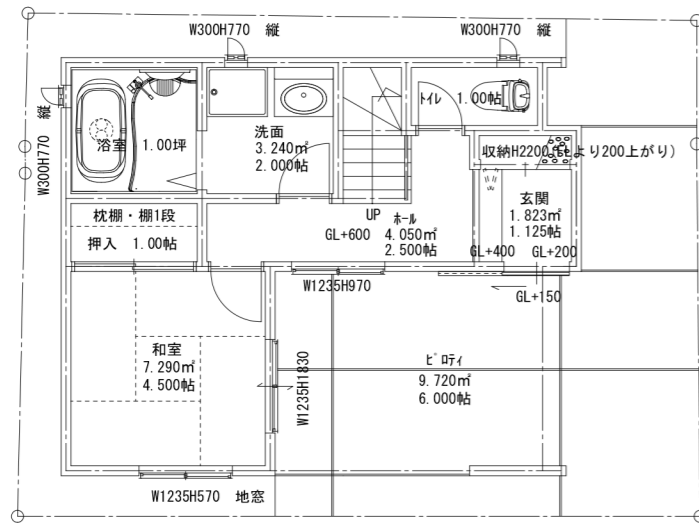 W300H770 縦
W300H770 縦
W300H770 縦
浴室 1.00坪
洗面
3.240㎡
2.000帖
トイレ 1.00帖
収納H2200
より200上がり）
玄関
1.823㎡
1.125帖
枕棚・棚1段
押入 1.00帖
UP
ホール
GL+600
4.050㎡
2.500帖
GL+400
GL+200
GL+150
W1235H970
和室
7.290㎡
4.500帖
W1235H1830
ピロティ
9.720㎡
6.000帖
W1235H570 地窓